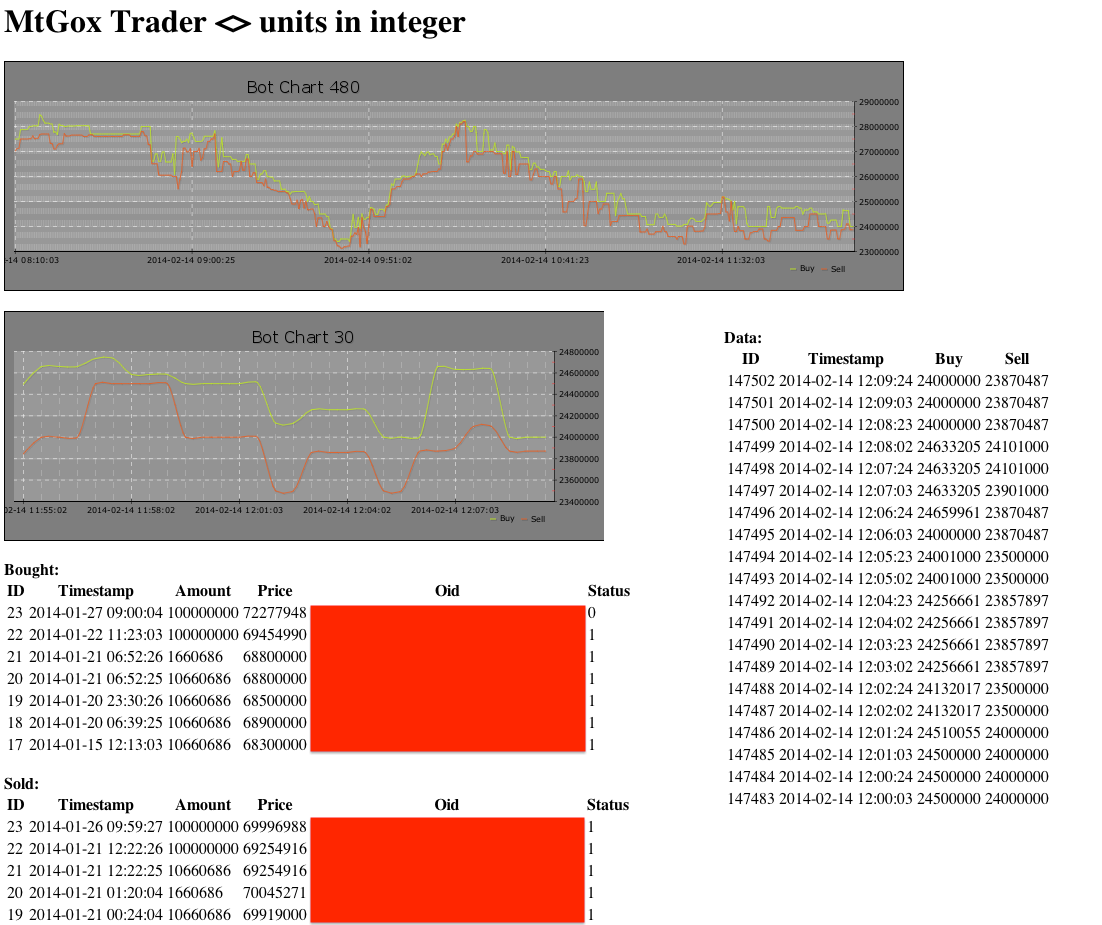 MtGox Trader <> units in integer
Bot Chart 480
29000000
28000000
27000000
26000000
25000000
24000000
23000000
-14 08:10:03 2014-02-14 09:00:25 2014-02-14 09:51:02 2014-02-14 10:41:23 2014-02-14 11:32:03
Buy Sell
Bot Chart 30
24800000
24600000
24400000
24200000
24000000
23800000
23600000
23400000
02-14 11:55:02 2014-02-14 11:58:02 2014-02-14 12:01:03 2014-02-14 12:04:02 2014-02-14 12:07:03
Buy Sell
Bought:
ID Timestamp Amount Price Oid Status
23 2014-01-27 09:00:04 100000000 72277948 0
22 2014-01-22 11:23:03 100000000 69454990 1
21 2014-01-21 06:52:26 1660686 68800000 1
20 2014-01-21 06:52:25 10660686 68800000 1
19 2014-01-20 23:30:26 10660686 68500000 1
18 2014-01-20 06:39:25 10660686 68900000 1
17 2014-01-15 12:13:03 10660686 68300000 1
Sold:
ID Timestamp Amount Price Oid Status
23 2014-01-26 09:59:27 100000000 69996988 1
22 2014-01-21 12:22:26 100000000 69254916 1
21 2014-01-21 12:22:25 10660686 69254916 1
20 2014-01-21 01:20:04 1660686 70045271 1
19 2014-01-21 00:24:04 10660686 69919000 1
Data:
ID Timestamp Buy Sell
147502 2014-02-14 12:09:24 24000000 23870487
147501 2014-02-14 12:09:03 24000000 23870487
147500 2014-02-14 12:08:23 24000000 23870487
147499 2014-02-14 12:08:02 24633205 24101000
147498 2014-02-14 12:07:24 24633205 24101000
147497 2014-02-14 12:07:03 24633205 23901000
147496 2014-02-14 12:06:24 24659961 23870487
147495 2014-02-14 12:06:03 24000000 23870487
147494 2014-02-14 12:05:23 24001000 23500000
147493 2014-02-14 12:05:02 24001000 23500000
147492 2014-02-14 12:04:23 24256661 23857897
147491 2014-02-14 12:04:02 24256661 23857897
147490 2014-02-14 12:03:23 24256661 23857897
147489 2014-02-14 12:03:02 24256661 23857897
147488 2014-02-14 12:02:24 24132017 23500000
147487 2014-02-14 12:02:02 24132017 23500000
147486 2014-02-14 12:01:24 24510055 24000000
147485 2014-02-14 12:01:03 24500000 24000000
147484 2014-02-14 12:00:24 24500000 24000000
147483 2014-02-14 12:00:03 24500000 24000000